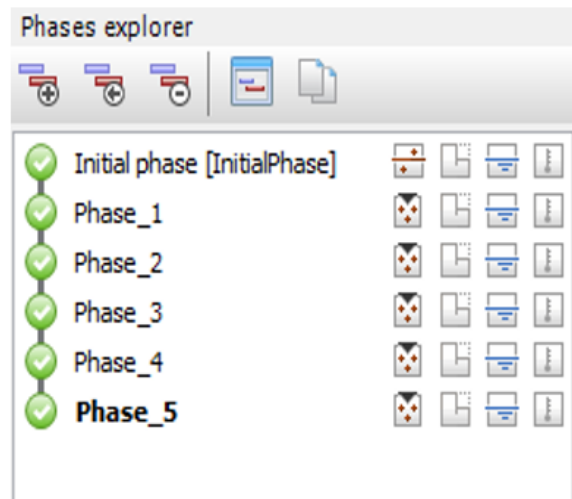 Phases explorer
Initial phase [InitialPhase]
Phase_1
Phase_2
Phase_3
Phase_4
Phase_5